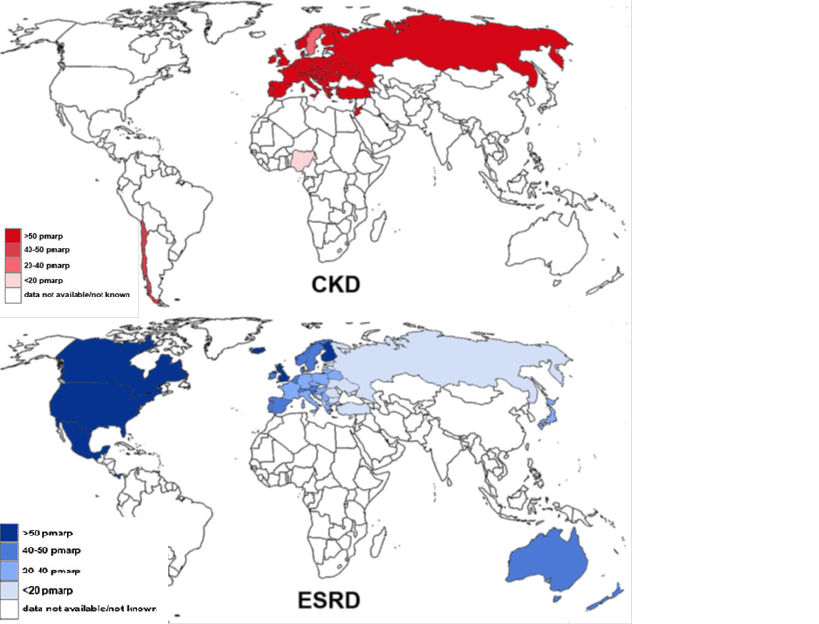 >50 pmarp
40-50 pmarp
20-40 pmarp
<20 pmarp
data not available/not known
CKD
>50 pmarp
40-50 pmarp
20-40 pmarp
<20 pmarp
data not available/not known
ESRD